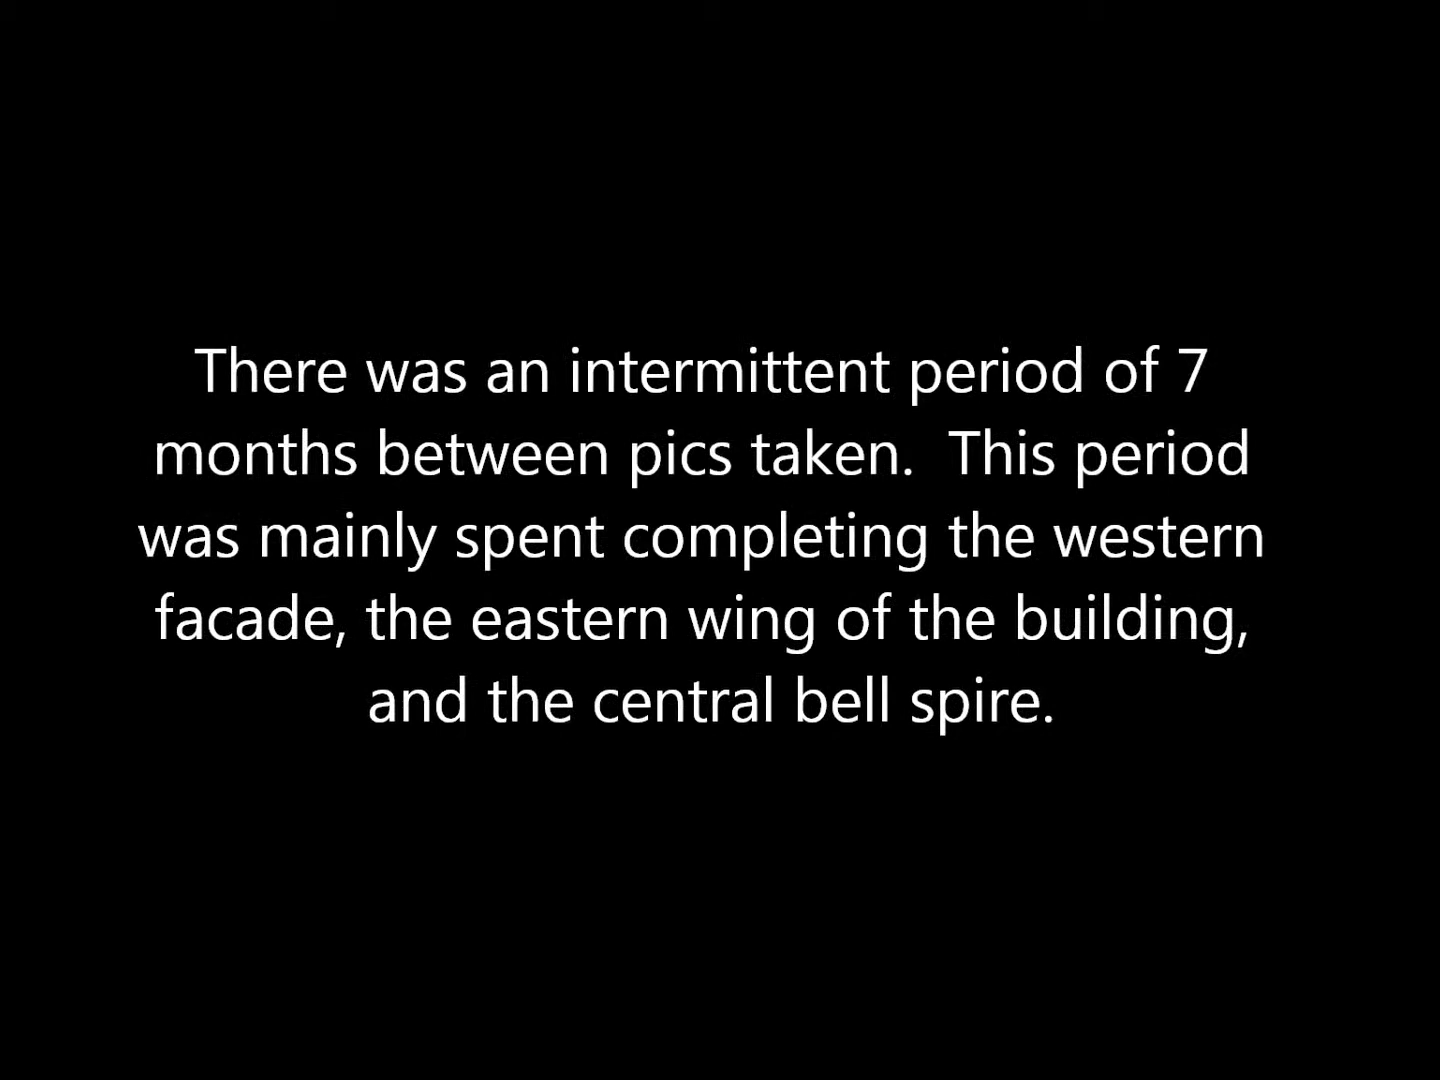 There was an intermittent period of 7
months between pics taken.  This period
was mainly spent completing the western
facade, the eastern wing of the building,
and the central bell spire.